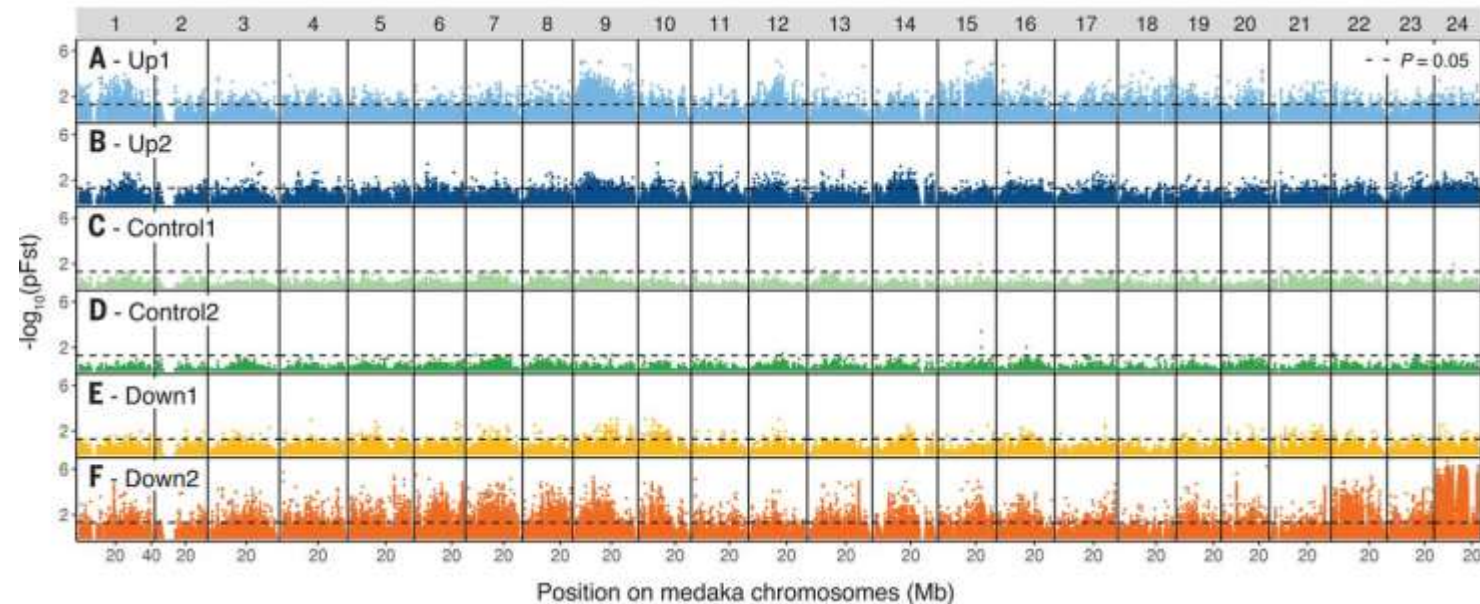 1 2 3 4 5 6 7 8 9 10 11 12 13 14 15 16 17 18 19 20 21 22 23 24
6 A - Up1 - - P = 0.05
2
6 B - Up2
2
6 C - Control1
2
6 D - Control2
2
6 E - Down1
2
6 F - Down2
2
-log10(pFst)
20 40 20 20 20 20 20 20 20 20 20 20 20 20 20 20 20 20 20 20 20 20 20 20 20 20
Position on medaka chromosomes (Mb)